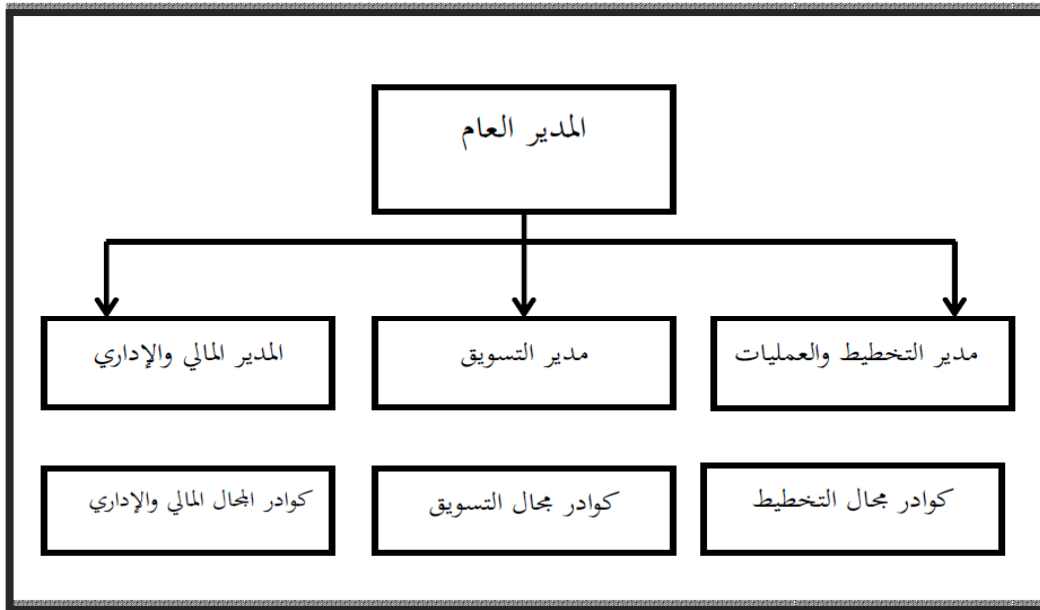 المدير العام
مدير التخطيط والعمليات
مدير التسويق
المدير المالي والإداري
كوادر مجال التخطيط
كوادر مجال التسويق
كوادر المجال المالي والإداري